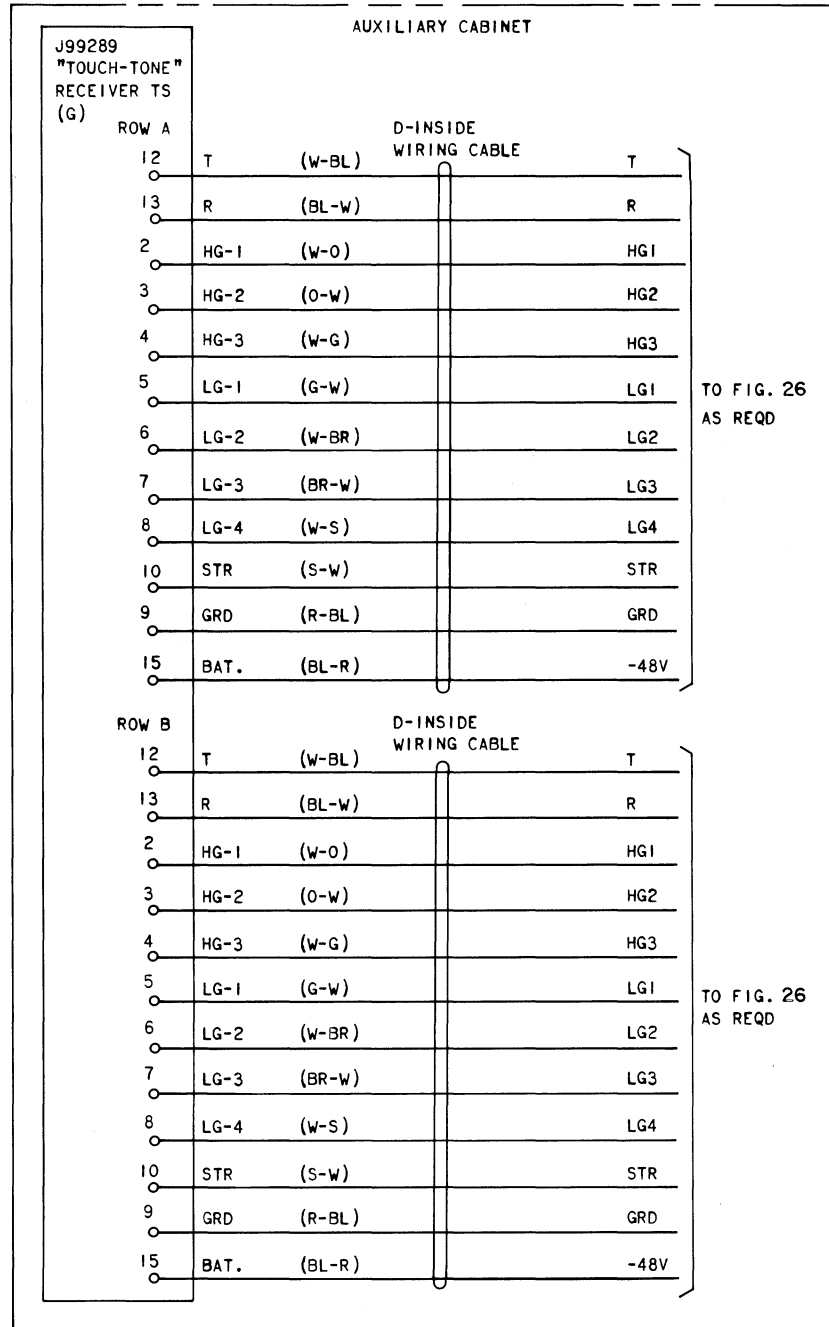 AUXILIARY CABINET
J99289
"TOUCH-TONE"
RECEIVER TS
(G)
ROW A
D-INSIDE
WIRING CABLE
12 T (W-BL) T
13 R (BL-W) R
2 HG-1 (W-O) HG1
3 HG-2 (O-W) HG2
4 HG-3 (W-G) HG3
5 LG-1 (G-W) LG1
6 LG-2 (W-BR) LG2
7 LG-3 (BR-W) LG3
8 LG-4 (W-S) LG4
10 STR (S-W) STR
9 GRD (R-BL) GRD
15 BAT. (BL-R) -48V
TO FIG. 26
AS REQD
ROW B
D-INSIDE
WIRING CABLE
12 T (W-BL) T
13 R (BL-W) R
2 HG-1 (W-O) HG1
3 HG-2 (O-W) HG2
4 HG-3 (W-G) HG3
5 LG-1 (G-W) LG1
6 LG-2 (W-BR) LG2
7 LG-3 (BR-W) LG3
8 LG-4 (W-S) LG4
10 STR (S-W) STR
9 GRD (R-BL) GRD
15 BAT. (BL-R) -48V
TO FIG. 26
AS REQD